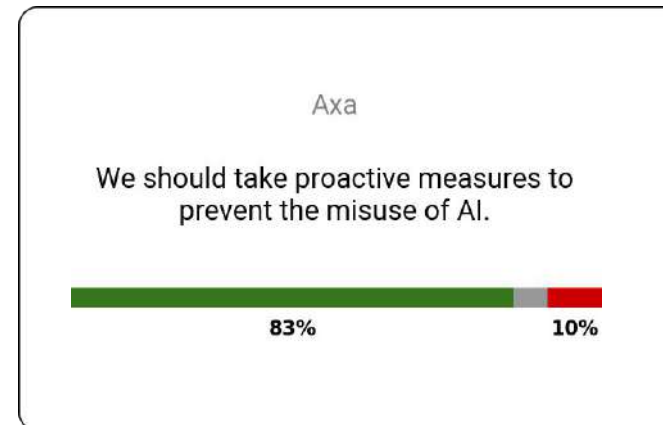 Axa
We should take proactive measures to
prevent the misuse of AI.
83%
10%